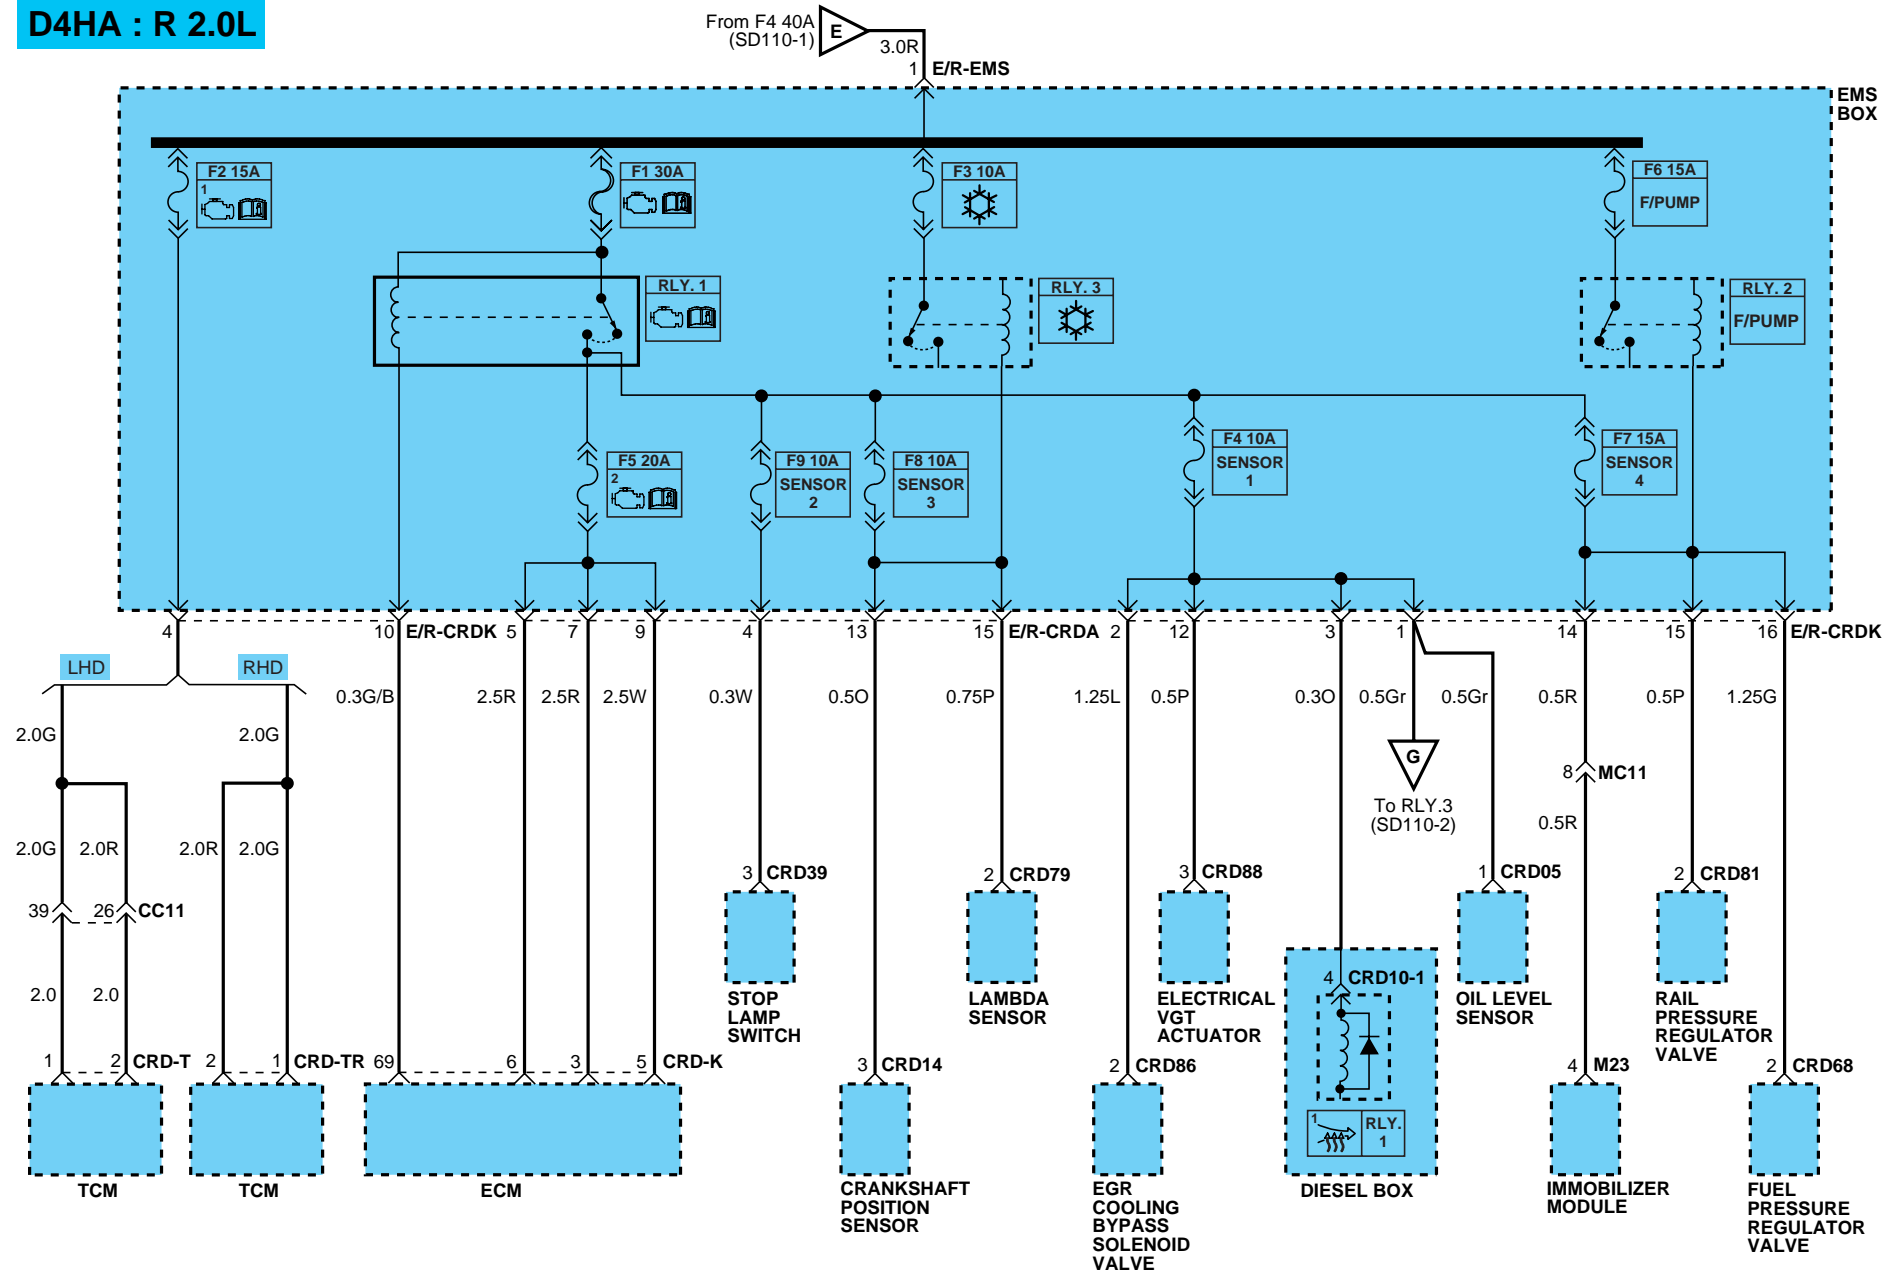 D4HA : R 2.0L
From F4 40A
(SD110-1)
E
3.0R
1 E/R-EMS
EMS
BOX
F2 15A
1
F1 30A
F3 10A
F6 15A
F/PUMP
RLY. 1
RLY. 3
RLY. 2
F/PUMP
F5 20A
2
F9 10A
SENSOR
2
F8 10A
SENSOR
3
F4 10A
SENSOR
1
F7 15A
SENSOR
4
4 10 E/R-CRDK 5 7 9 4 13 15 E/R-CRDA 2 12 3 1 14 15 16 E/R-CRDK
LHD RHD
0.3G/B 2.5R 2.5R 2.5W 0.3W 0.5O 0.75P 1.25L 0.5P 0.3O 0.5Gr 0.5Gr 0.5R 0.5P 1.25G
2.0G 2.0G
G
To RLY.3
(SD110-2)
8 MC11
0.5R
2.0G 2.0R 2.0R 2.0G
39 26 CC11
2.0 2.0
3 CRD39
STOP
LAMP
SWITCH
2 CRD79
LAMBDA
SENSOR
3 CRD88
ELECTRICAL
VGT
ACTUATOR
1 CRD05
OIL LEVEL
SENSOR
2 CRD81
RAIL
PRESSURE
REGULATOR
VALVE
4 CRD10-1
1
RLY.
1
DIESEL BOX
1 2 CRD-T
TCM
2 1 CRD-TR
TCM
69 6 3 5 CRD-K
ECM
3 CRD14
CRANKSHAFT
POSITION
SENSOR
2 CRD86
EGR
COOLING
BYPASS
SOLENOID
VALVE
4 M23
IMMOBILIZER
MODULE
2 CRD68
FUEL
PRESSURE
REGULATOR
VALVE